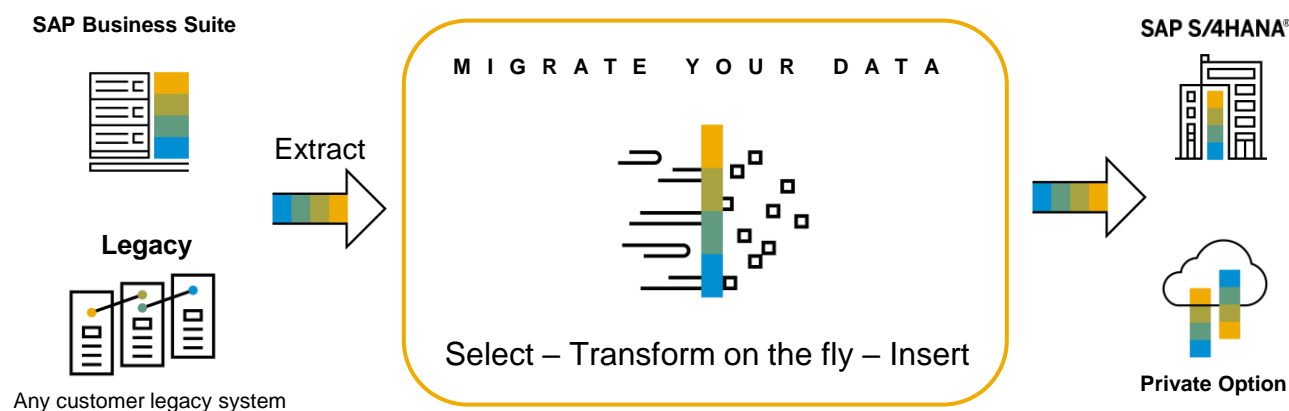 SAP Business Suite
Legacy
Any customer legacy system
Extract
MIGRATE YOUR DATA
Select – Transform on the fly – Insert
SAP S/4HANA®
Private Option